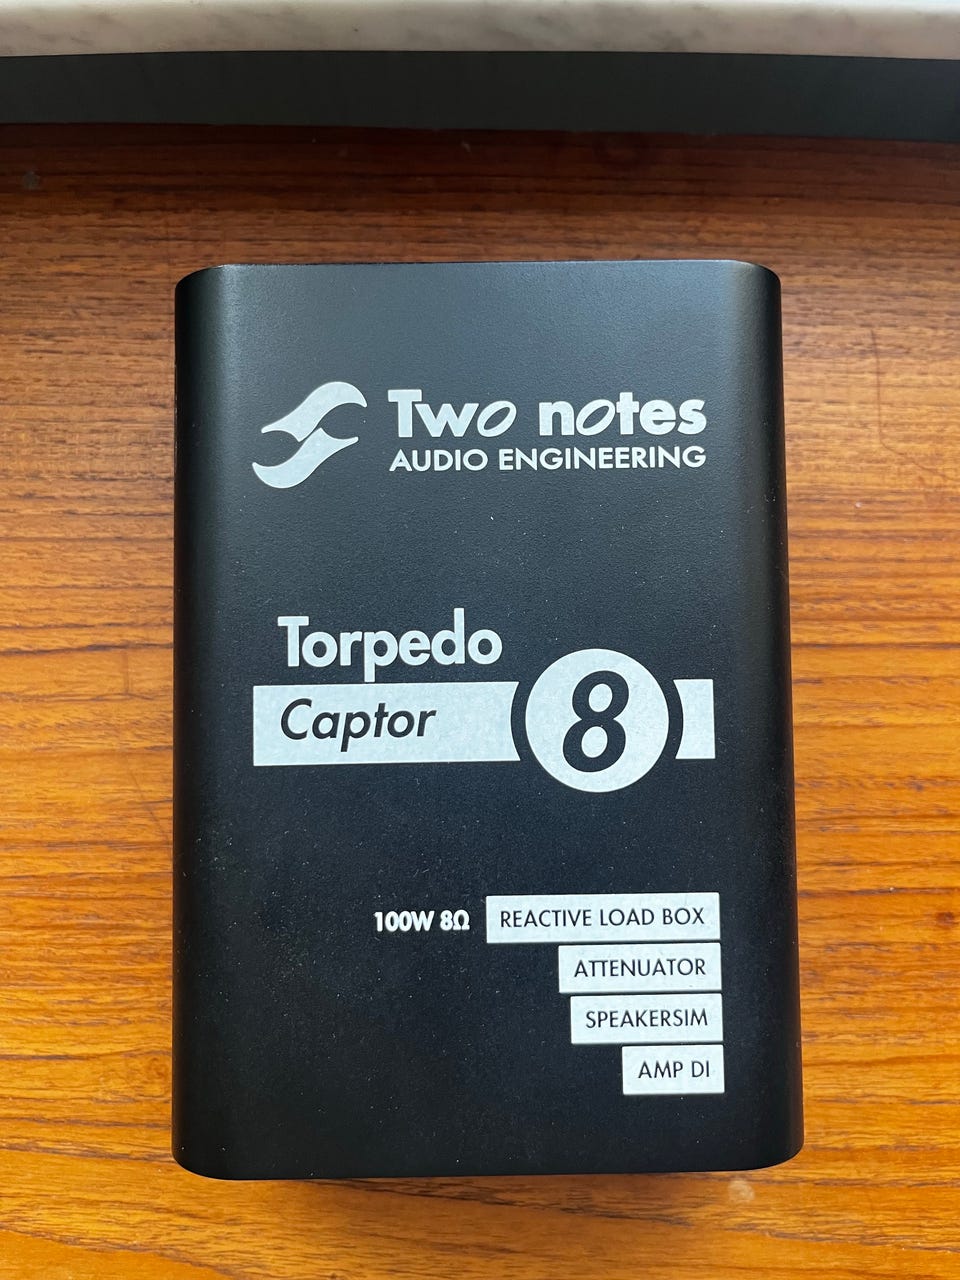 Two notes
AUDIO ENGINEERING
Torpedo
Captor 8
100W 8Ω REACTIVE LOAD BOX
ATTENUATOR
SPEAKERSIM
AMP DI